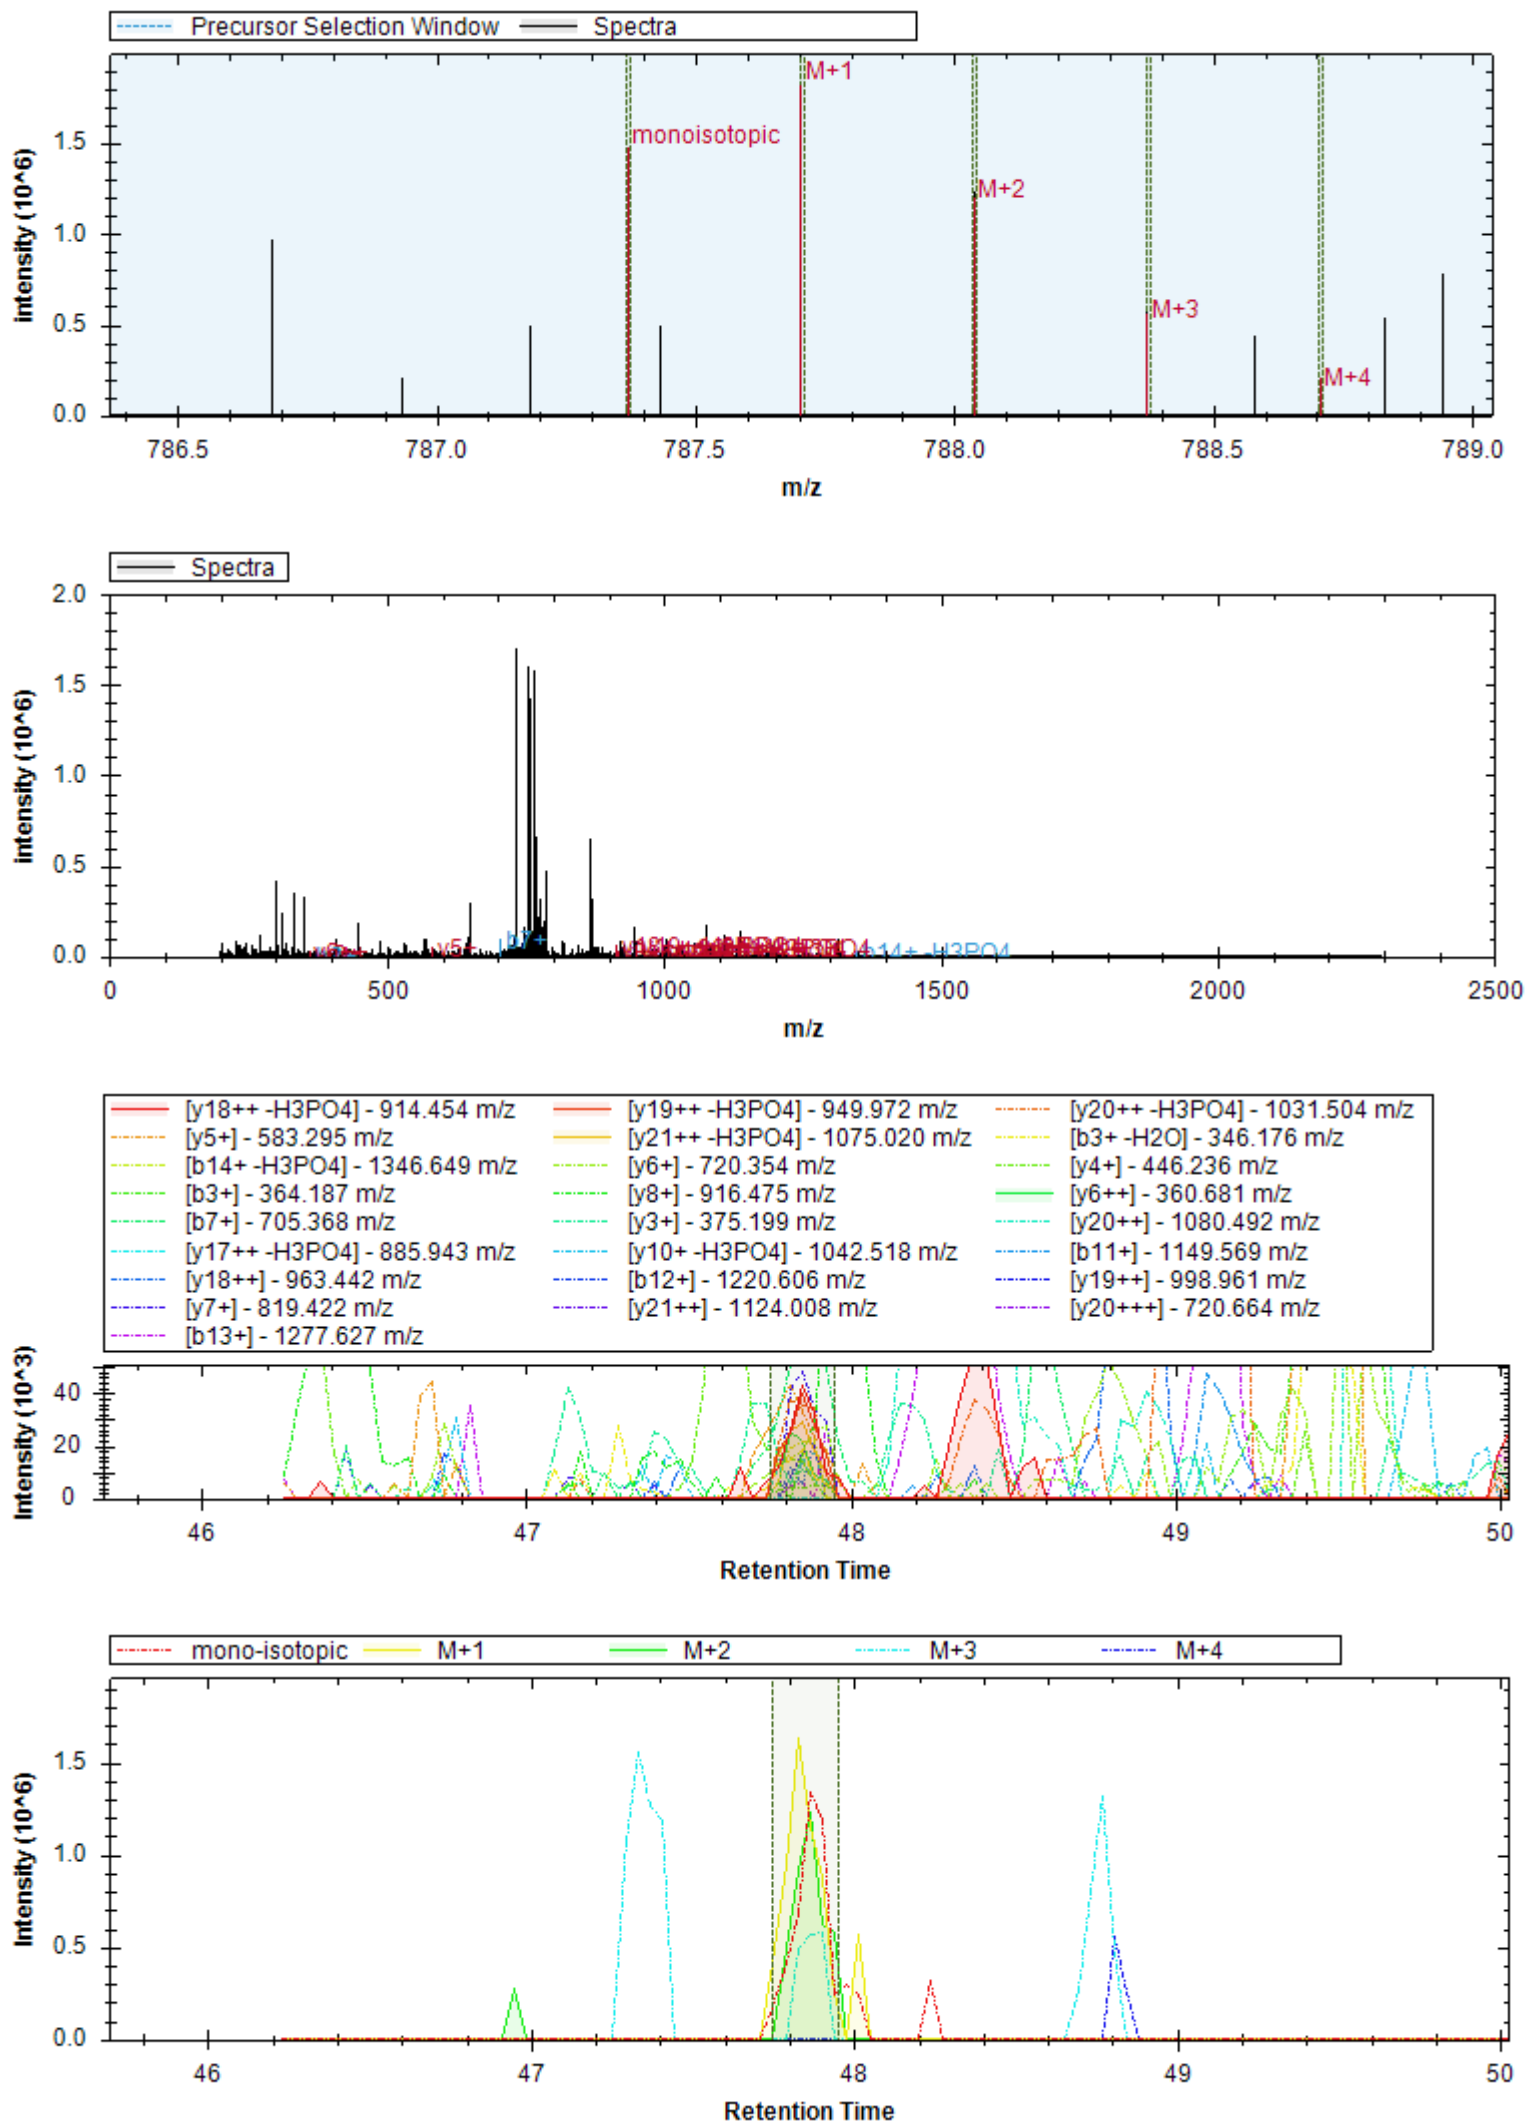 Precursor Selection Window Spectra
intensity (10^6)
M+1
monoisotopic
M+2
M+3
M+4
1.5
1.0
0.5
0.0
786.5 787.0 787.5 788.0 788.5 789.0
m/z
Spectra
intensity (10^6)
2.0
1.5
1.0
0.5
0.0
y5+
b7+
b14+ -H3PO4
0 500 1000 1500 2000 2500
m/z
[y18++ -H3PO4] - 914.454 m/z [y19++ -H3PO4] - 949.972 m/z [y20++ -H3PO4] - 1031.504 m/z
[y5+] - 583.295 m/z [y21++ -H3PO4] - 1075.020 m/z [b3+ -H2O] - 346.176 m/z
[b14+ -H3PO4] - 1346.649 m/z [y6+] - 720.354 m/z [y4+] - 446.236 m/z
[b3+] - 364.187 m/z [y8+] - 916.475 m/z [y6++] - 360.681 m/z
[b7+] - 705.368 m/z [y3+] - 375.199 m/z [y20++] - 1080.492 m/z
[y17++ -H3PO4] - 885.943 m/z [y10+ -H3PO4] - 1042.518 m/z [b11+] - 1149.569 m/z
[y18++] - 963.442 m/z [b12+] - 1220.606 m/z [y19++] - 998.961 m/z
[y7+] - 819.422 m/z [y21++] - 1124.008 m/z [y20+++] - 720.664 m/z
[b13+] - 1277.627 m/z
Intensity (10^3)
40
20
0
46 47 48 49 50
Retention Time
mono-isotopic M+1 M+2 M+3 M+4
Intensity (10^6)
1.5
1.0
0.5
0.0
46 47 48 49 50
Retention Time